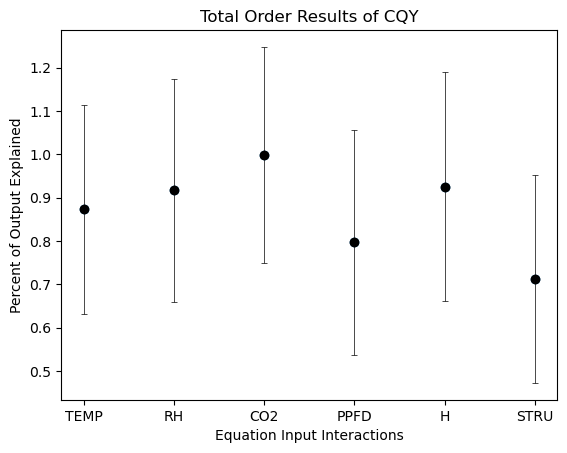 Total Order Results of CQY
Percent of Output Explained
1.2
1.1
1.0
0.9
0.8
0.7
0.6
0.5
TEMP RH CO2 PPFD H STRU
Equation Input Interactions